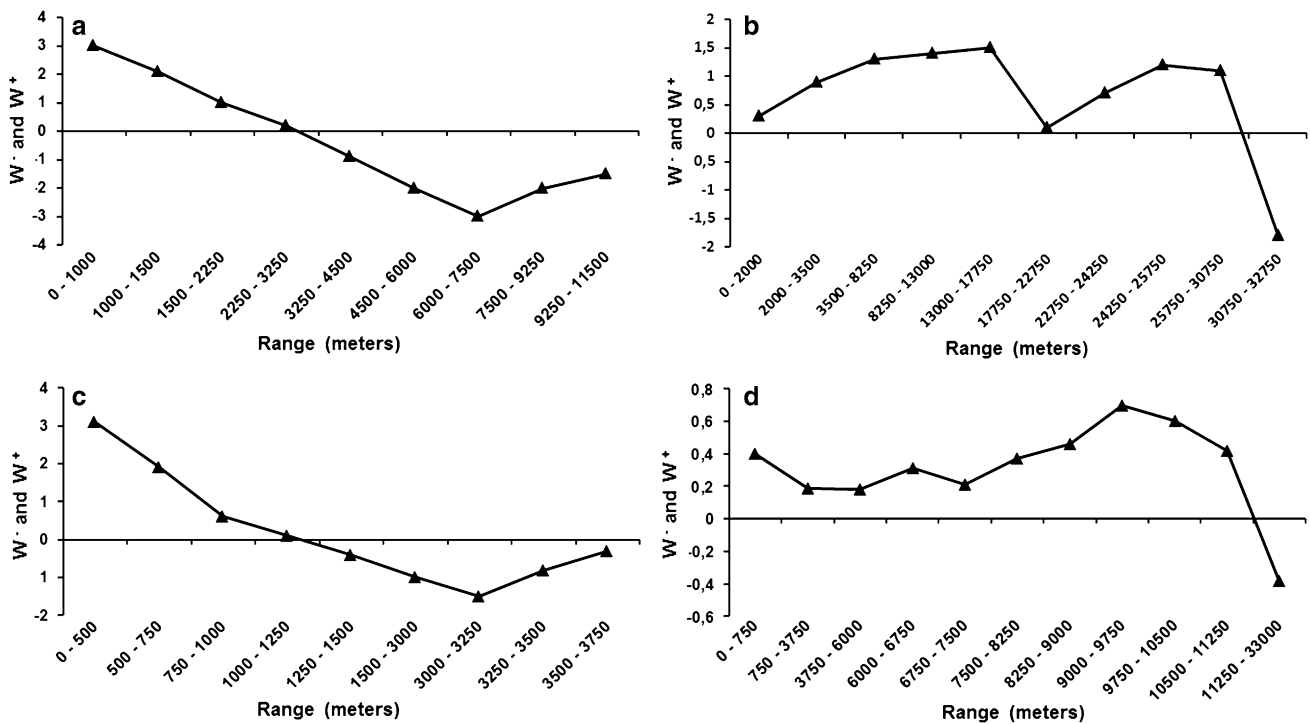 a
W- and W+
4
3
2
1
0
-1
-2
-3
-4
0 - 1000
1000 - 1500
1500 - 2250
2250 - 3250
3250 - 4500
4500 - 6000
6000 - 7500
7500 - 9250
9250 - 11500
Range (meters)
b
W- and W+
2
1,5
1
0,5
0
0,5
-1
-1,5
-2
0 - 2000
2000 - 3500
3500 - 8250
8250 - 13000
13000 - 17750
17750 - 22750
22750 - 24250
24250 - 25750
25750 - 30750
30750 - 32750
Range (meters)
c
W- and W+
4
3
2
1
0
1
-2
0 - 500
500 - 750
750 - 1000
1000 - 1250
1250 - 1500
1500 - 3000
3000 - 3250
3250 - 3500
3500 - 3750
Range (meters)
d
W- and W+
0,8
0,6
0,4
0,2
0
-0,2
-0,4
-0,6
0 - 750
750 - 3750
3750 - 6000
6000 - 6750
6750 - 7500
7500 - 8250
8250 - 9000
9000 - 9750
9750 - 10500
10500 - 11250
11250 - 33000
Range (meters)